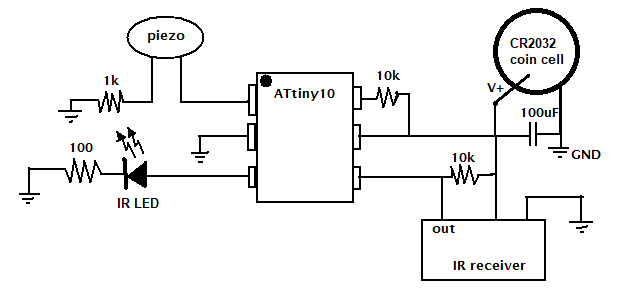 piezo
CR2032
coin cell
1k
ATtiny10
10k
V+
100uF
GND
100
10k
IR LED
out
IR receiver